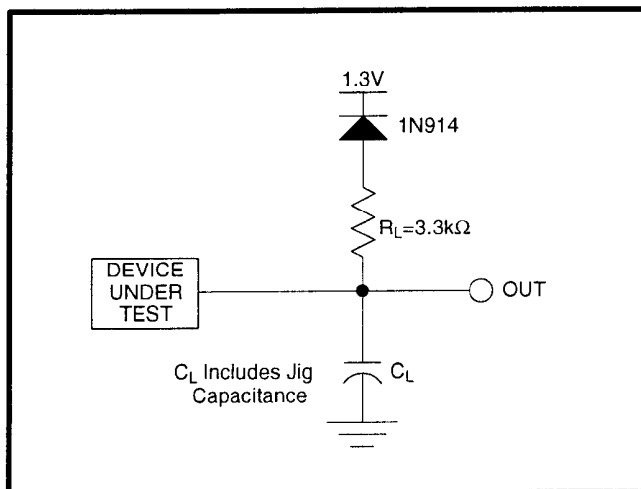 1.3V
1N914
R_L=3.3kΩ
DEVICE
UNDER
TEST
OUT
C_L Includes Jig
Capacitance
C_L